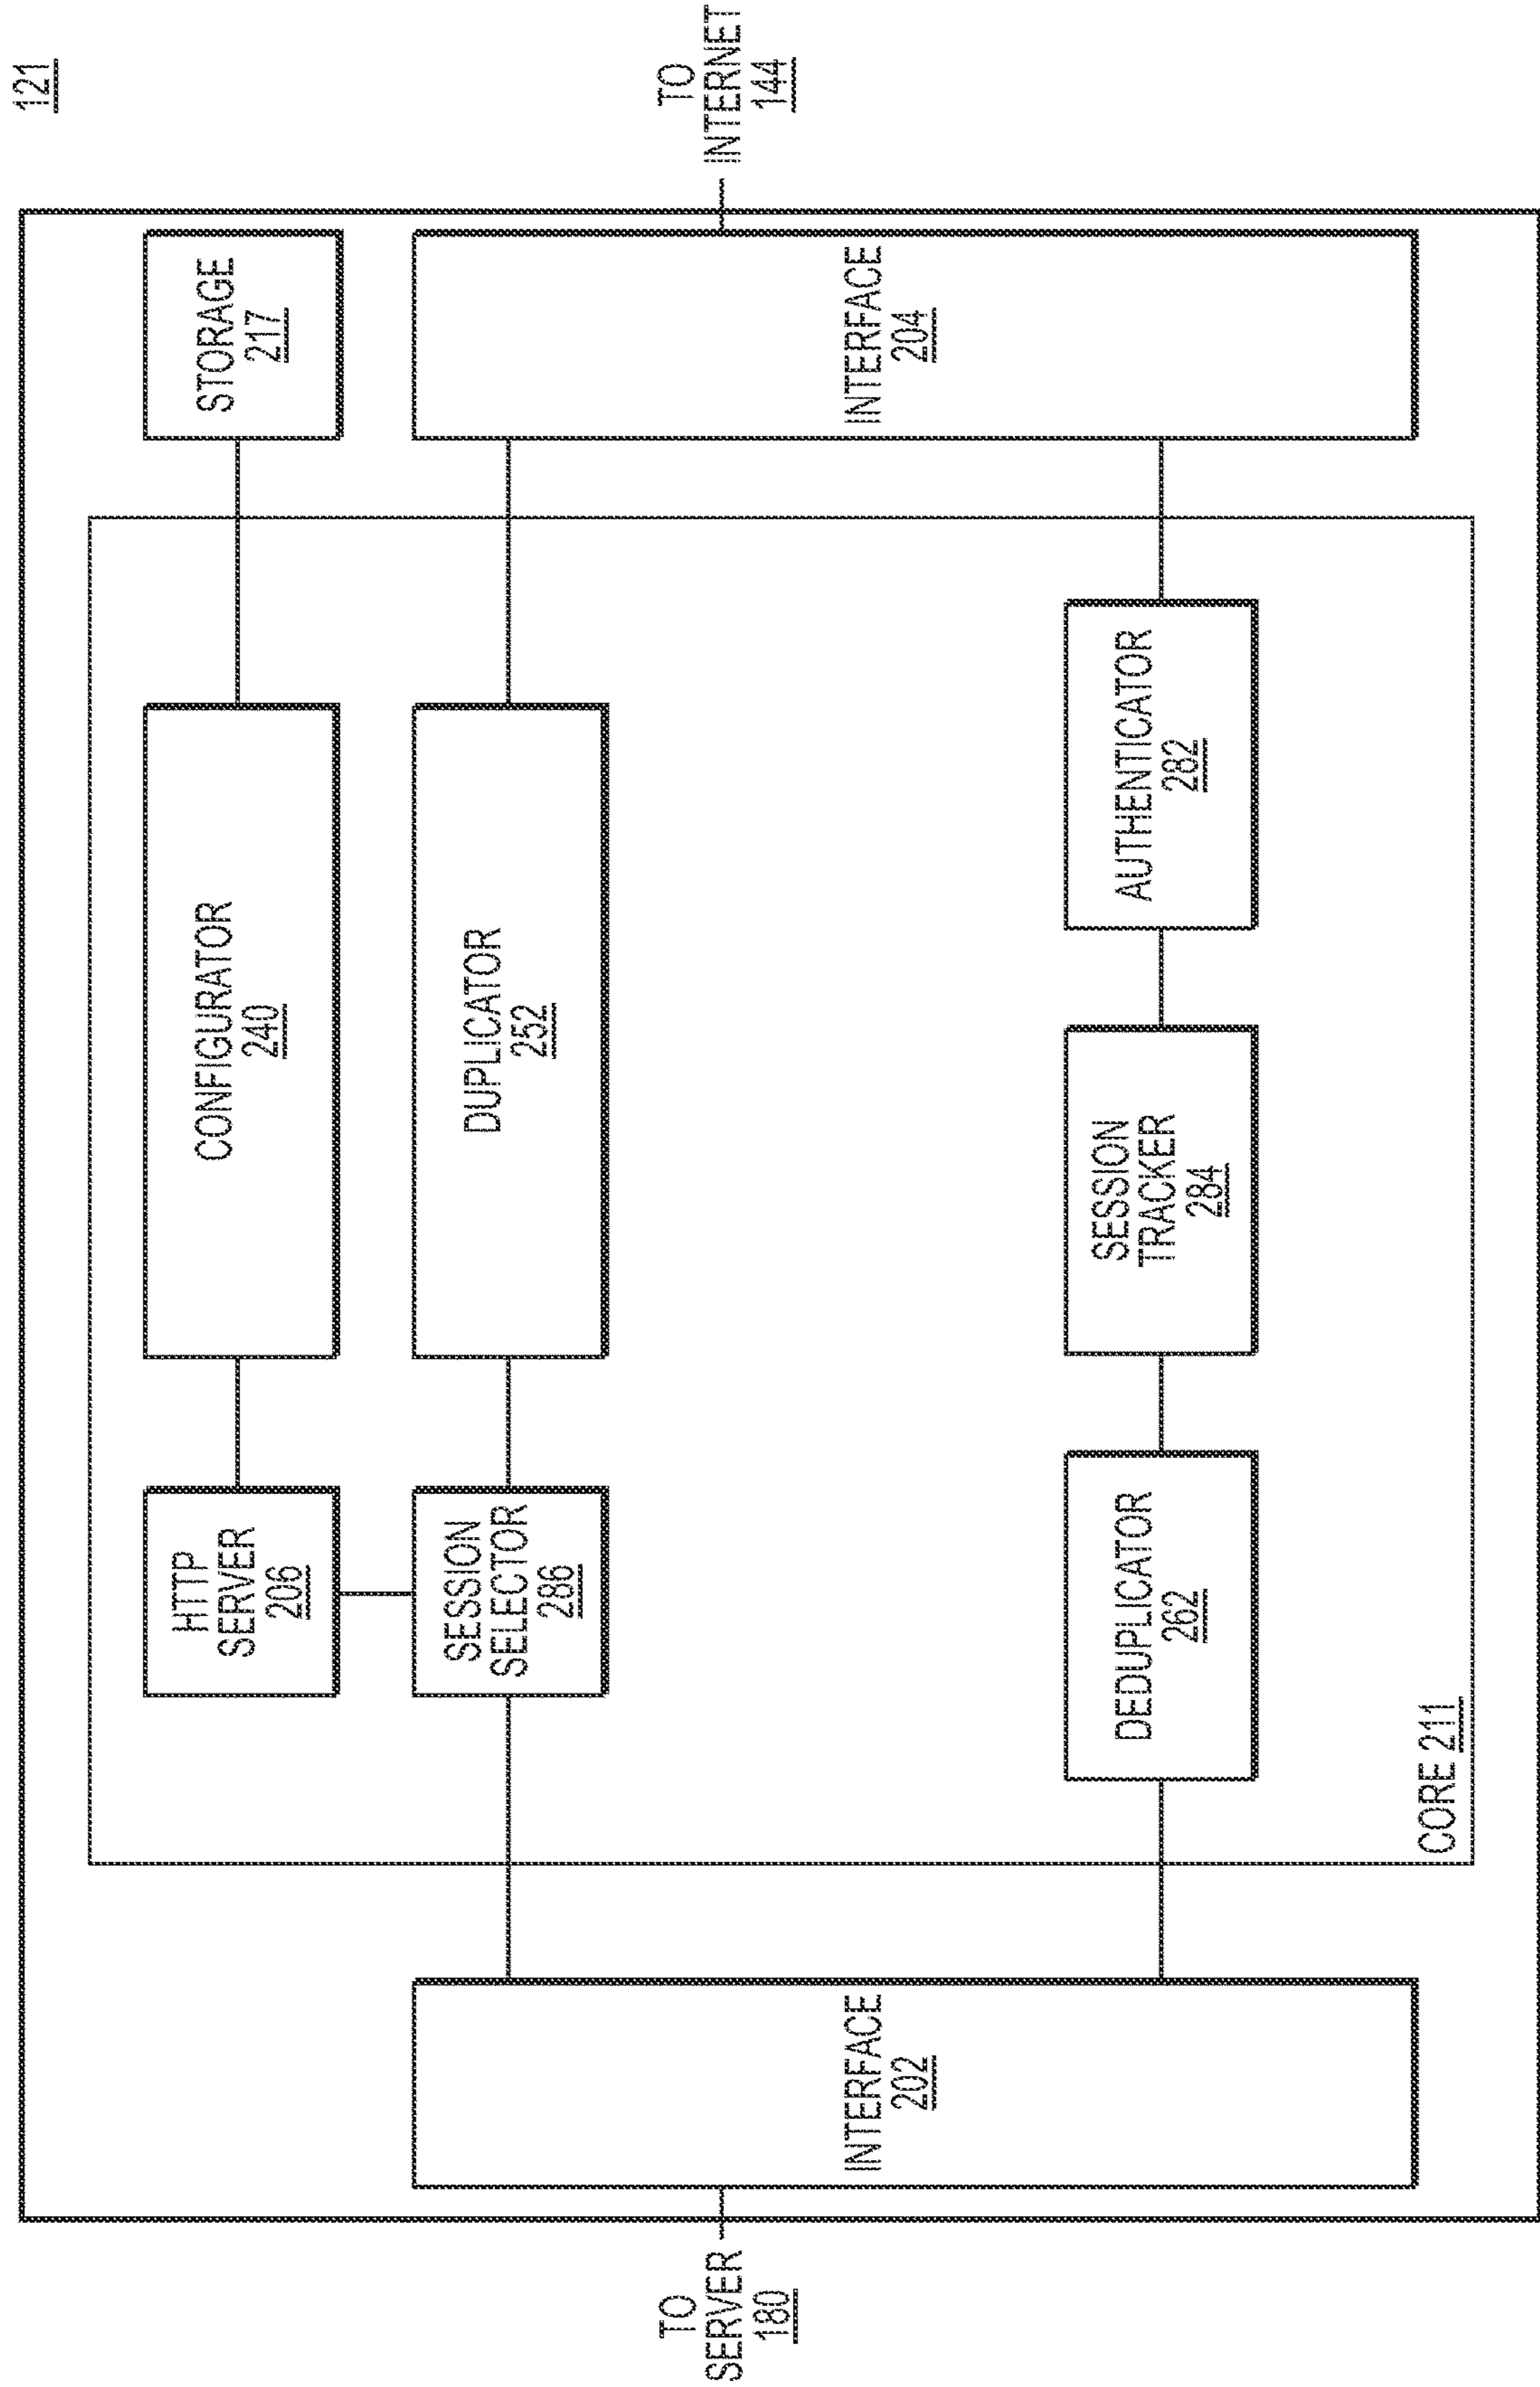 121
STORAGE
217
CONFIGURATOR
240
HTTP
SERVER
206
INTERFACE
204
DUPLICATOR
252
SESSION
SELECTOR
286
TO
INTERNET
144
AUTHENTICATOR
282
SESSION
TRACKER
284
DEDUPLICATOR
262
INTERFACE
202
TO
SERVER
180
CORE 211